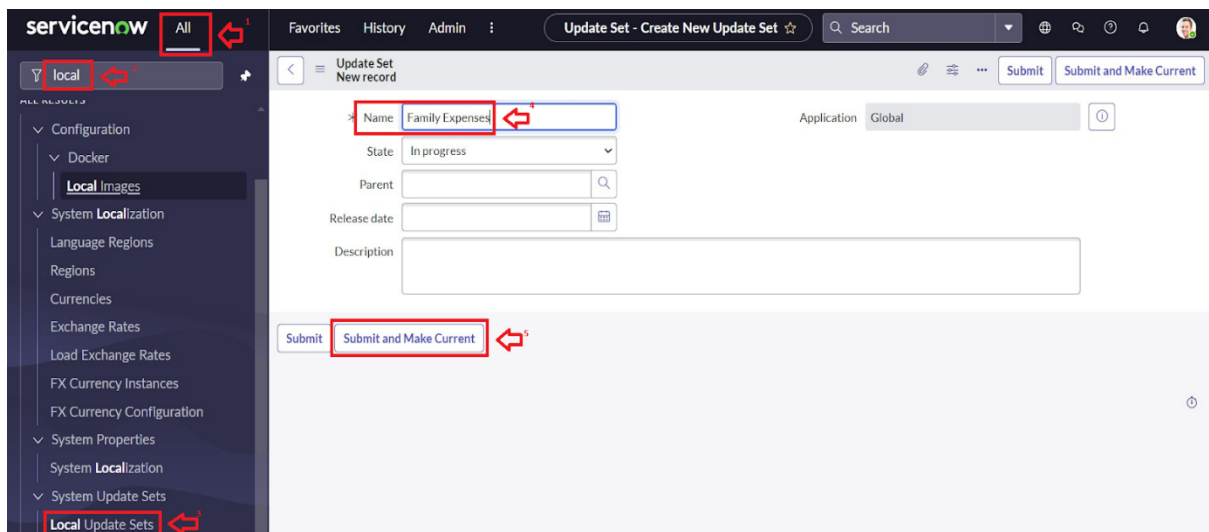 servicenow All 1 Favorites History Admin Update Set - Create New Update Set Search
local
Update Set
New record
Submit Submit and Make Current
ALL RESULTS
Configuration
Docker
Local Images
System Localization
Language Regions
Regions
Currencies
Exchange Rates
Load Exchange Rates
FX Currency Instances
FX Currency Configuration
System Properties
System Localization
System Update Sets
Local Update Sets 3
Name Family Expenses 4 Application Global
State In progress
Parent
Release date
Description
Submit Submit and Make Current 5